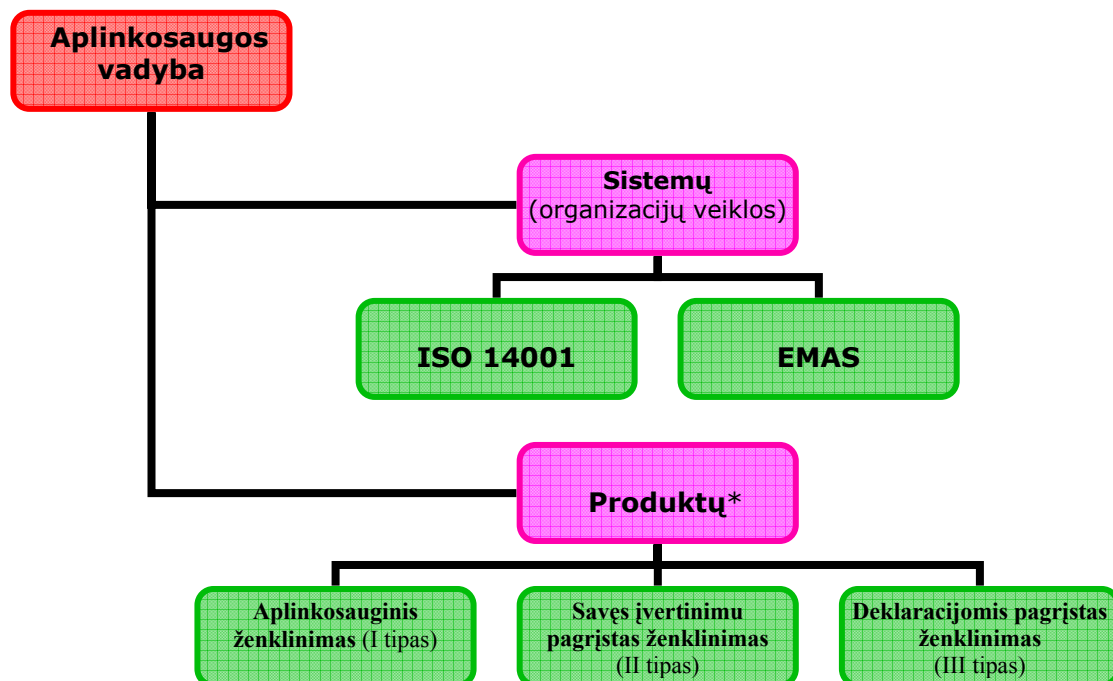 Aplinkosaugos
vadyba
Sistemų
(organizacijų veiklos)
ISO 14001
EMAS
Produktų*
Aplinkosauginis
ženklinimas (I tipas)
Savęs įvertinimu
pagrįstas ženklinimas
(II tipas)
Deklaracijomis pagrįstas
ženklinimas
(III tipas)